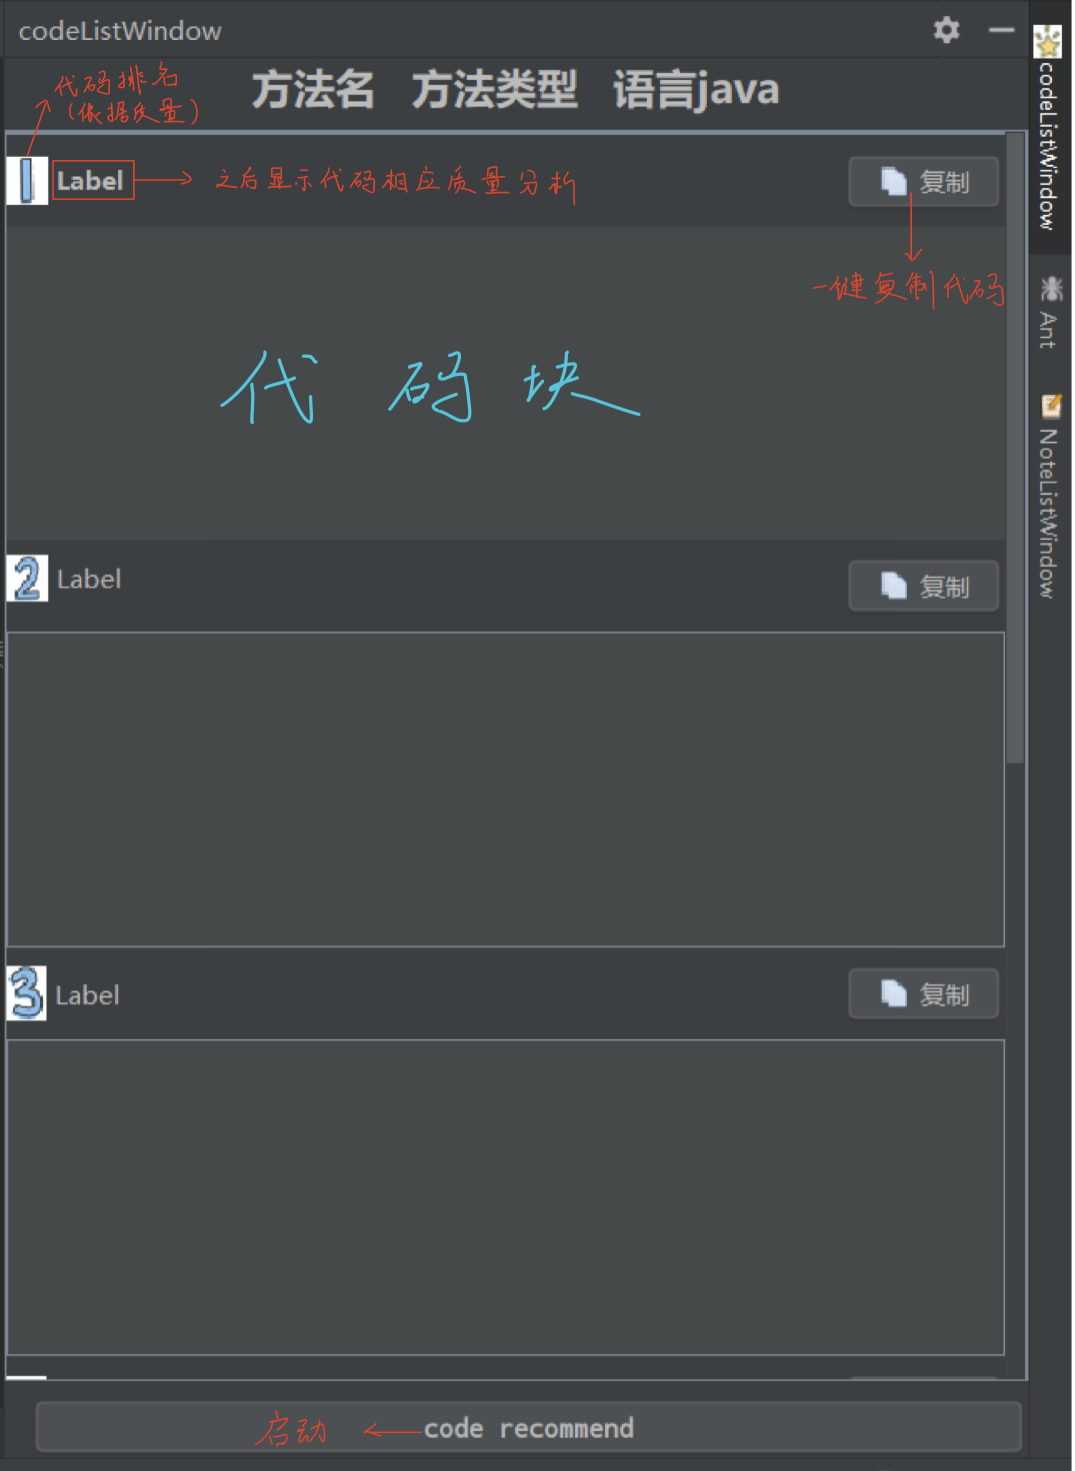 codeListWindow
代码排名
(依据质量)
方法名 方法类型 语言java
1 Label
之后显示代码相应质量分析
复制
一键复制代码
代码块
2 Label
复制
3 Label
复制
启动
code recommend
codeListWindow
Ant
NoteListWindow